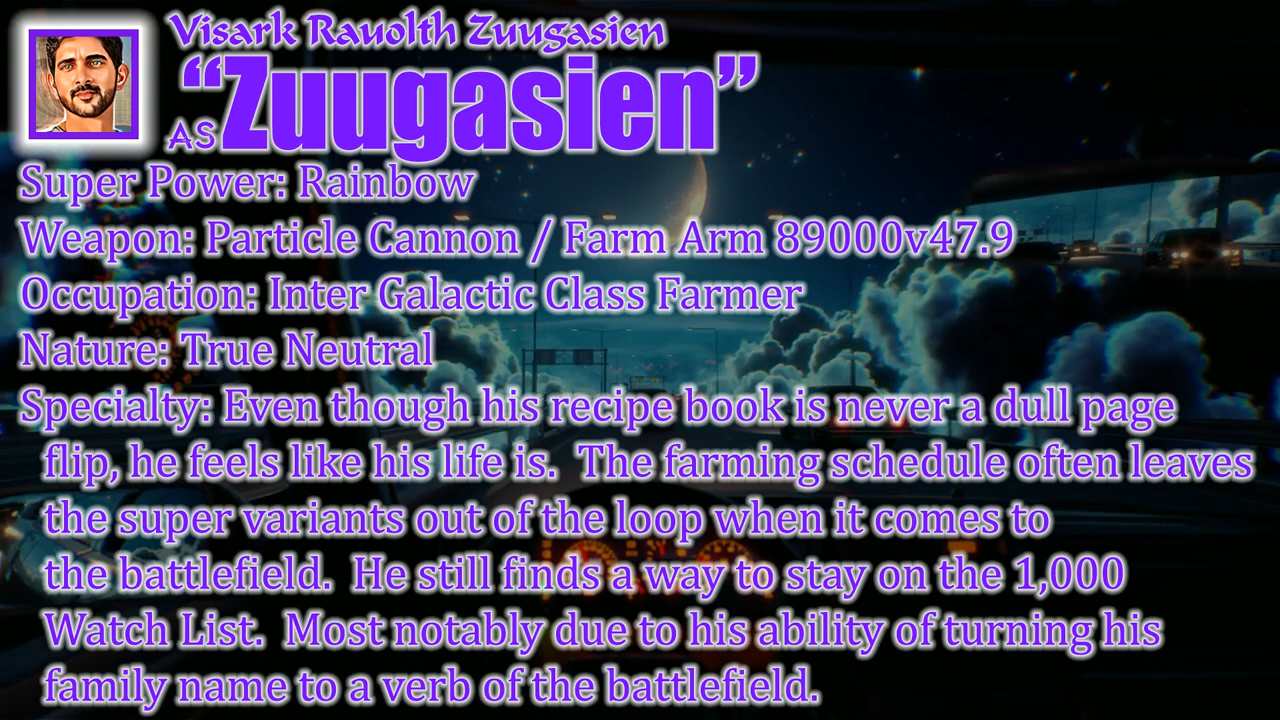 Visark Rauolth Zuugasien
AS "Zuugasien"
Super Power: Rainbow
Weapon: Particle Cannon / Farm Arm 89000v47.9
Occupation: Inter Galactic Class Farmer
Nature: True Neutral
Specialty: Even though his recipe book is never a dull page
flip, he feels like his life is.  The farming schedule often leaves
the super variants out of the loop when it comes to
the battlefield.  He still finds a way to stay on the 1,000
Watch List.  Most notably due to his ability of turning his
family name to a verb of the battlefield.